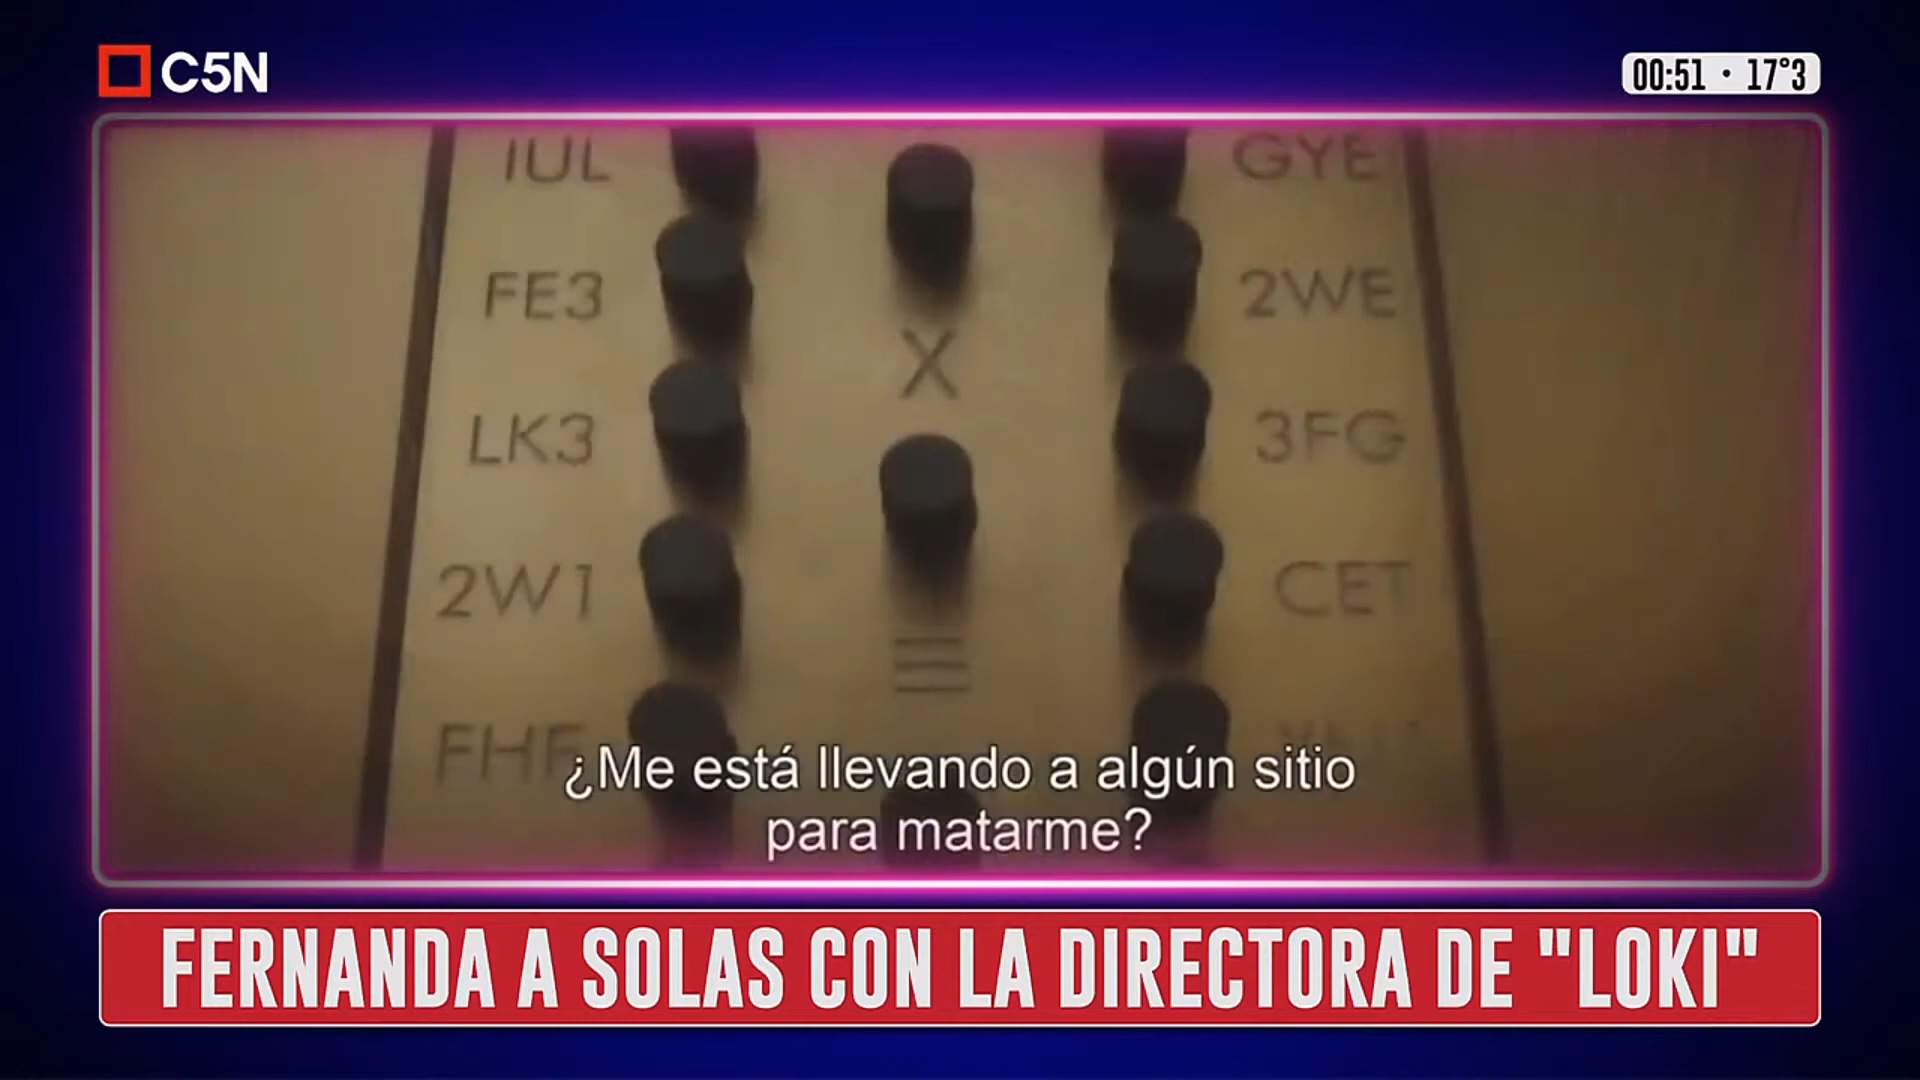 C5N
00:51 • 17°3
IUL
GYE
FE3
2WE
X
LK3
3FG
2W1
CET
¿Me está llevando a algún sitio
para matarme?
FERNANDA A SOLAS CON LA DIRECTORA DE "LOKI"